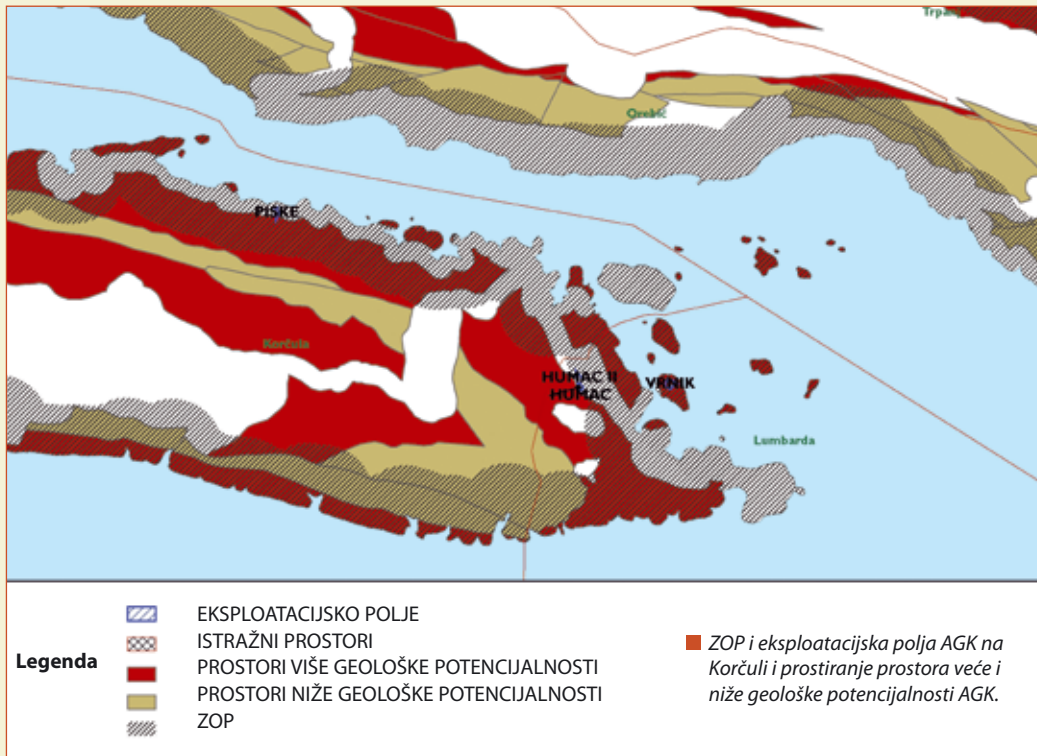 Trpanj
Orebić
PISKE
Korčula
HUMAC II
HUMAC
VRNIK
Lumbarda
Legenda
EKSPLOATACIJSKO POLJE
ISTRAŽNI PROSTORI
PROSTORI VIŠE GEOLOŠKE POTENCIJALNOSTI
PROSTORI NIŽE GEOLOŠKE POTENCIJALNOSTI
ZOP
ZOP i eksploatacijska polja AGK na
Korčuli i prostiranje prostora veće i
niže geološke potencijalnosti AGK.